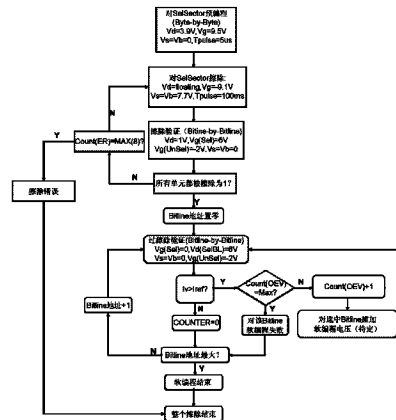 对SelSector预编程
(Byte-by-Byte)
Vd=3.9V,Vg=9.5V
Vs=Vb=0,Tpulse=5us
对SelSector擦除:
Vd=floating,Vg=-9.1V
Vs=Vb=7.7V,Tpulse=100ms
N
Y
Count(ER)=MAX(8)?
擦除验证(Bitline-by-Bitline)
Vd=1V,Vg(Sel)=6V
Vg(UnSel)=-2V,Vs=Vb=0
N
所有单元都被擦除为1?
擦除错误
Y
Bitline地址置零
过擦除验证(Bitline-by-Bitline)
Vg(Sel)=0,Vd(SelBL)=6V
Vs=Vb=0,Vg(UnSel)=-2V
Bitline地址+1
Iv>Iref?
Y
Count(OEV)
=Max?
N
Count(OEV)+1
N
Y
COUNTER=0
对该Bitline
软编程失败
对选中Bitline施加
软编程电压(待定)
N
Bitline地址最大?
Y
软编程结束
整个擦除结束